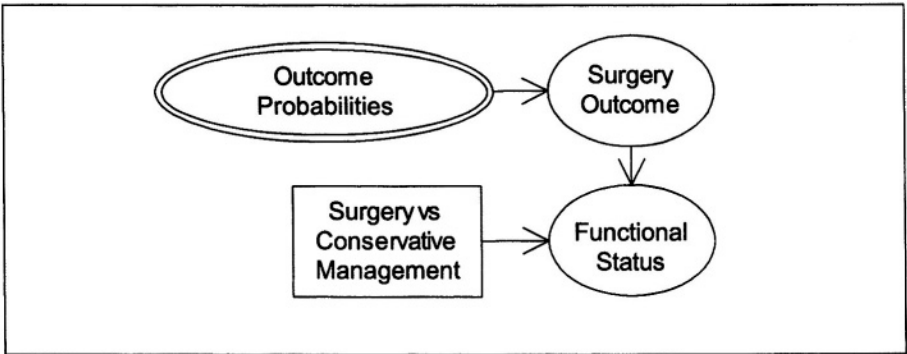 Outcome
Probabilities
Surgery
Outcome
Surgery vs
Conservative
Management
Functional
Status